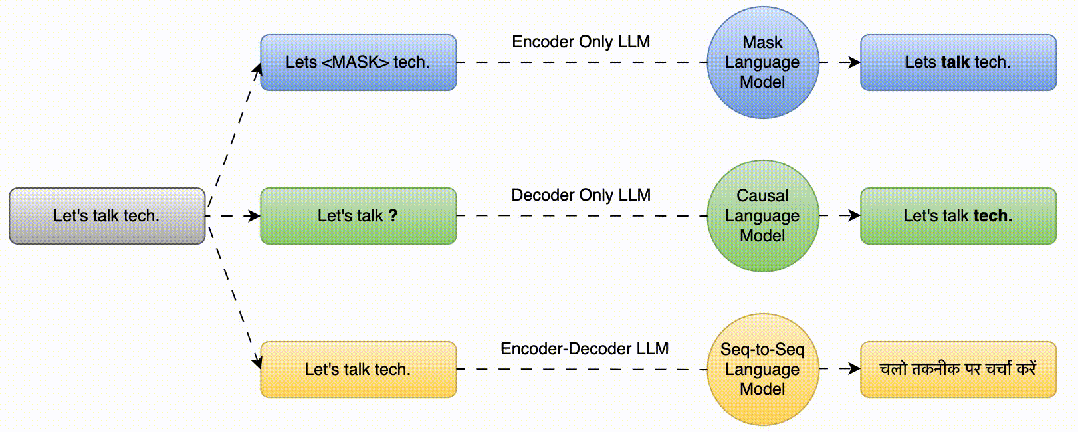 Encoder Only LLM
Lets <MASK> tech.
Mask
Language
Model
Lets talk tech.
Let's talk tech.
Decoder Only LLM
Let's talk ?
Causal
Language
Model
Let's talk tech.
Encoder-Decoder LLM
Let's talk tech.
Seq-to-Seq
Language
Model
चलो तकनीक पर चर्चा करें